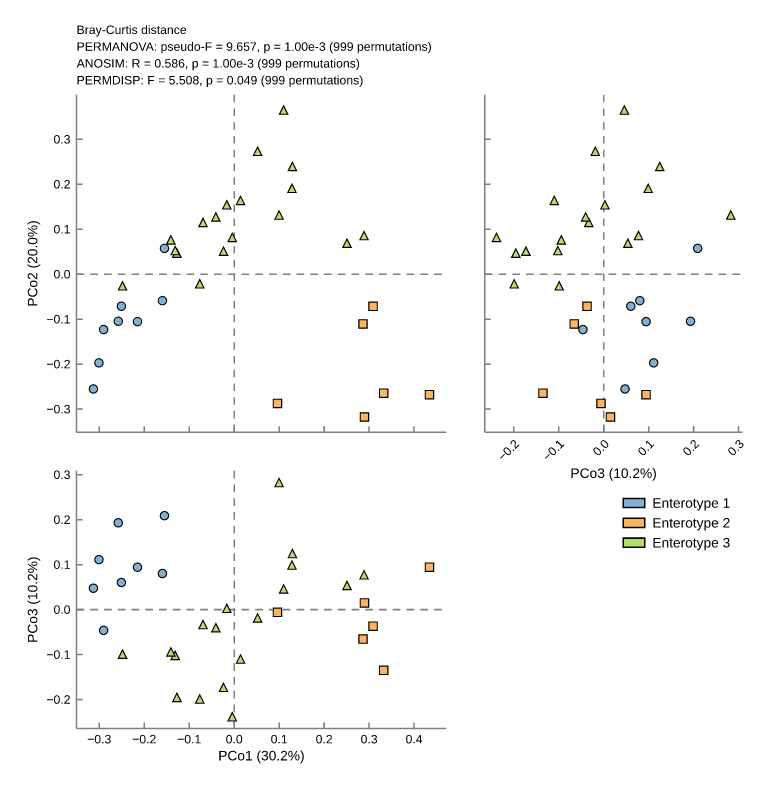 Bray-Curtis distance
PERMANOVA: pseudo-F = 9.657, p = 1.00e-3 (999 permutations)
ANOSIM: R = 0.586, p = 1.00e-3 (999 permutations)
PERMDISP: F = 5.508, p = 0.049 (999 permutations)
PCo2 (20.0%)
0.3
0.2
0.1
0.0
−0.1
−0.2
−0.3
−0.2
−0.1
0.0
0.1
0.2
0.3
PCo3 (10.2%)
Enterotype 1
Enterotype 2
Enterotype 3
PCo3 (10.2%)
0.3
0.2
0.1
0.0
−0.1
−0.2
−0.3
−0.2
−0.1
0.0
0.1
0.2
0.3
0.4
PCo1 (30.2%)